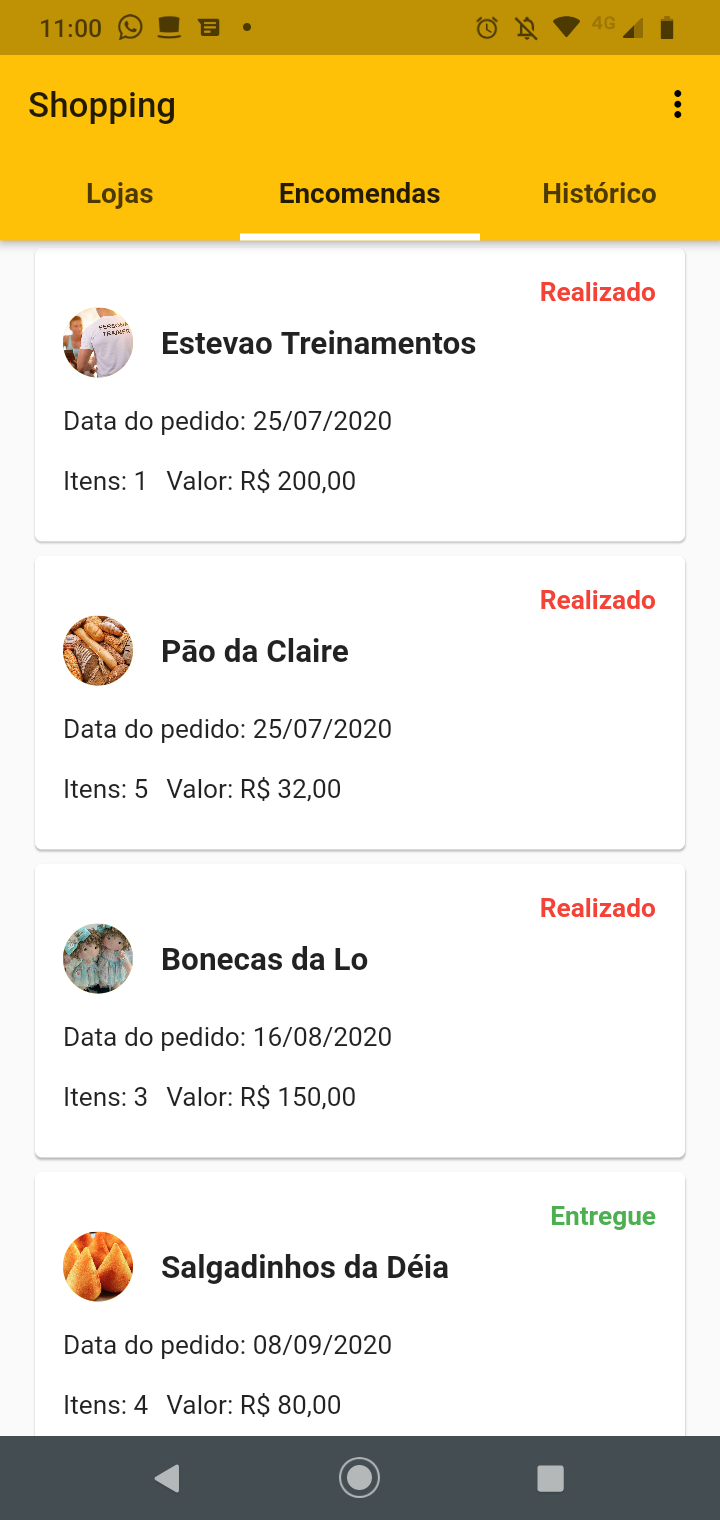 11:00
4G
Shopping
Lojas Encomendas Histórico
Realizado
Estevao Treinamentos
Data do pedido: 25/07/2020
Itens: 1 Valor: R$ 200,00
Realizado
Pão da Claire
Data do pedido: 25/07/2020
Itens: 5 Valor: R$ 32,00
Realizado
Bonecas da Lo
Data do pedido: 16/08/2020
Itens: 3 Valor: R$ 150,00
Entregue
Salgadinhos da Déia
Data do pedido: 08/09/2020
Itens: 4 Valor: R$ 80,00